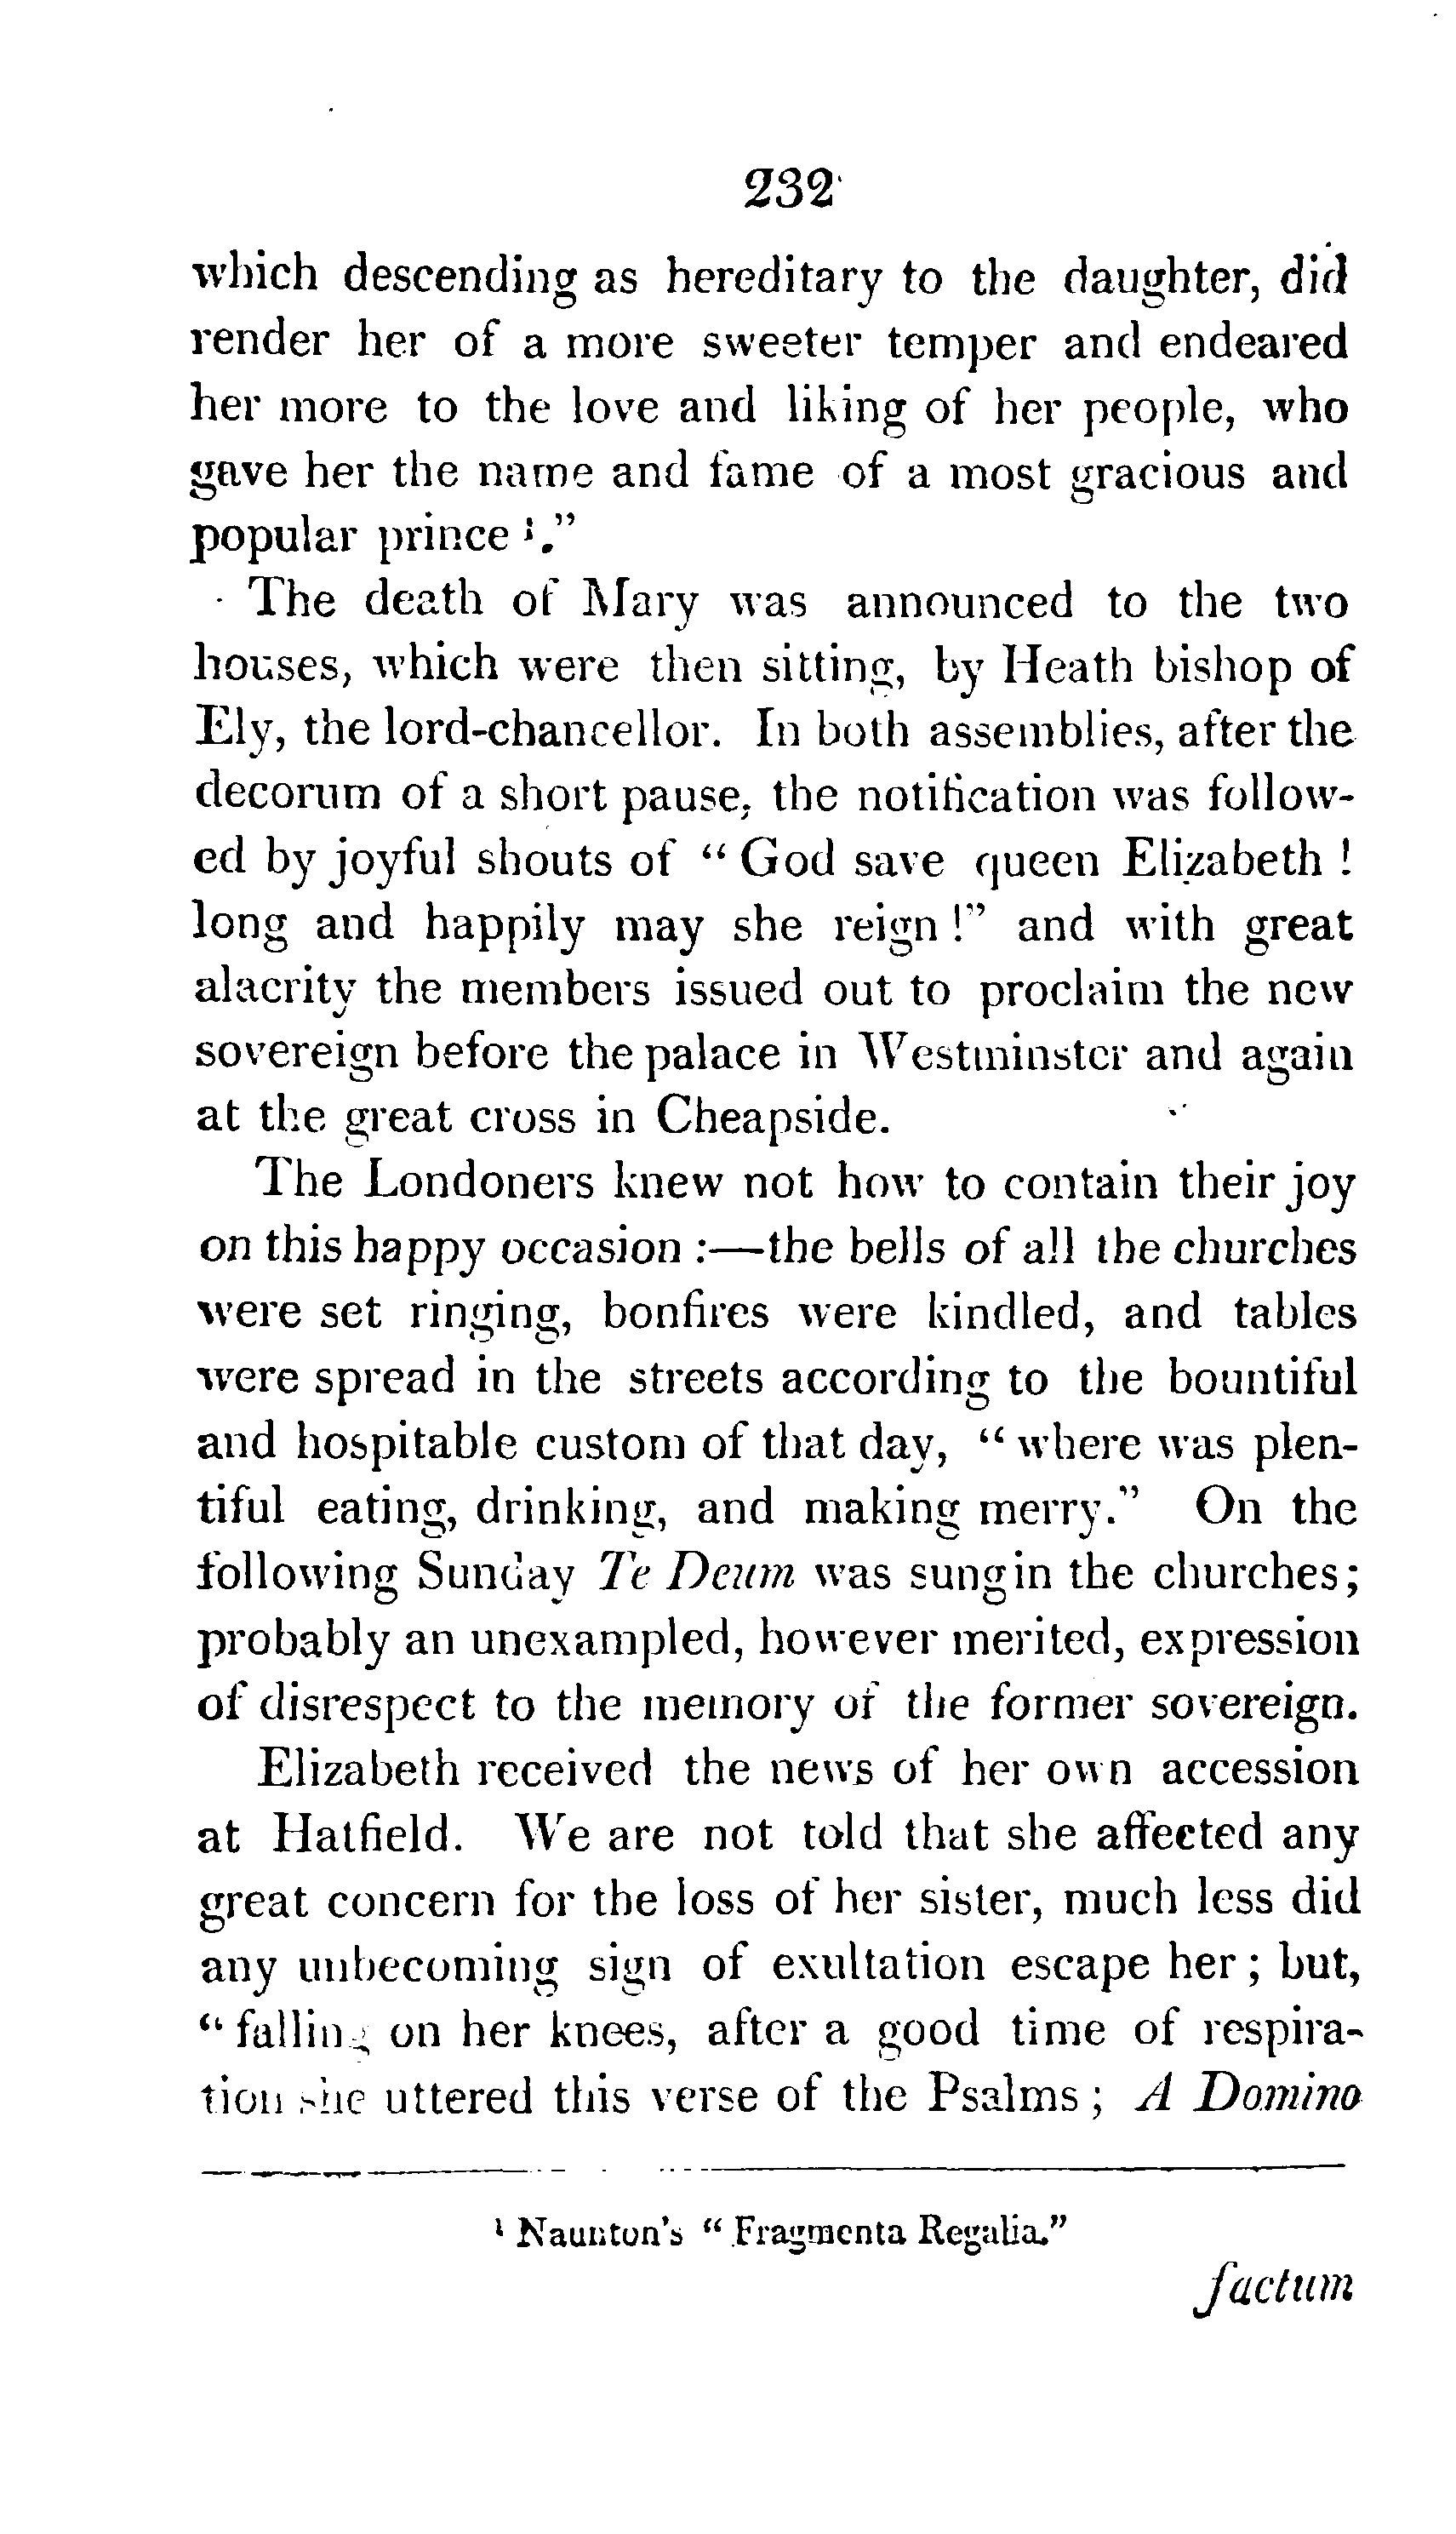 232
which descending as hereditary to the daughter, did
render her of a more sweeter temper and endeared
her more to the love and liking of her people, who
gave her the name and fame of a most gracious and
popular prince ¹."
The death of Mary was announced to the two
houses, which were then sitting, by Heath bishop of
Ely, the lord-chancellor. In both assemblies, after the
decorum of a short pause, the notification was follow-
ed by joyful shouts of " God save queen Elizabeth !
long and happily may she reign !" and with great
alacrity the members issued out to proclaim the new
sovereign before the palace in Westminster and again
at the great cross in Cheapside.
The Londoners knew not how to contain their joy
on this happy occasion :—the bells of all the churches
were set ringing, bonfires were kindled, and tables
were spread in the streets according to the bountiful
and hospitable custom of that day, " where was plen-
tiful eating, drinking, and making merry." On the
following Sunday Te Deum was sung in the churches;
probably an unexampled, however merited, expression
of disrespect to the memory of the former sovereign.
Elizabeth received the news of her own accession
at Hatfield. We are not told that she affected any
great concern for the loss of her sister, much less did
any unbecoming sign of exultation escape her ; but,
" falling on her knees, after a good time of respira-
tion she uttered this verse of the Psalms ; A Domino
¹ Naunton's " Fragmenta Regalia."
factum